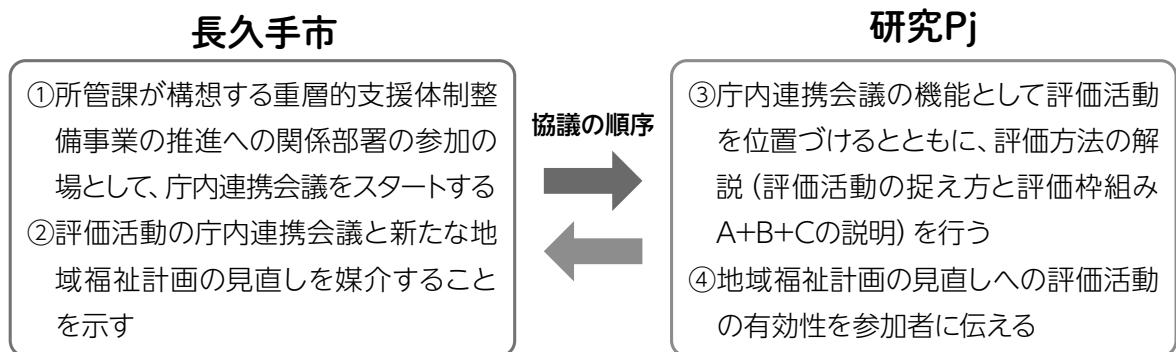 長久手市
①所管課が構想する重層的支援体制整
備事業の推進への関係部署の参加の
場として、庁内連携会議をスタートする
②評価活動の庁内連携会議と新たな地
域福祉計画の見直しを媒介すること
を示す
協議の順序
研究Pj
③庁内連携会議の機能として評価活動
を位置づけるとともに、評価方法の解
説（評価活動の捉え方と評価枠組み
A+B+Cの説明）を行う
④地域福祉計画の見直しへの評価活動
の有効性を参加者に伝える